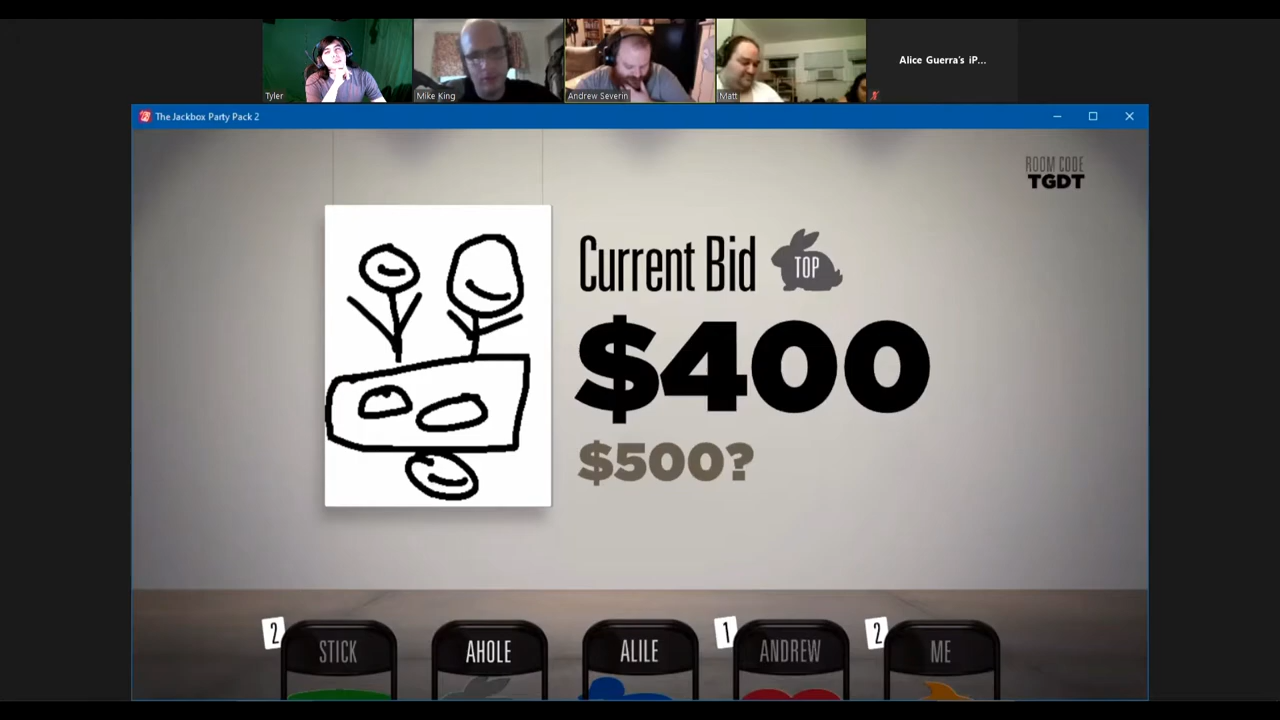 Alice Guerra's iP...
Tyler
Mike King
Andrew Severin
Matt
The Jackbox Party Pack 2
ROOM CODE
TGDT
Current Bid
TOP
$400
$500?
2
STICK
AHOLE
ALILE
1
ANDREW
2
ME